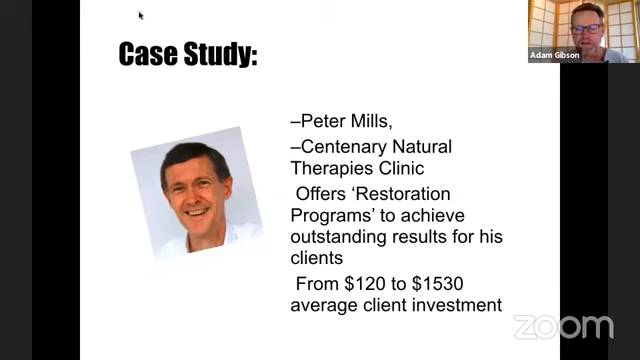 Case Study:
–Peter Mills,
–Centenary Natural
Therapies Clinic
Offers ‘Restoration
Programs’ to achieve
outstanding results for his
clients
From $120 to $1530
average client investment
Adam Gibson
zoom